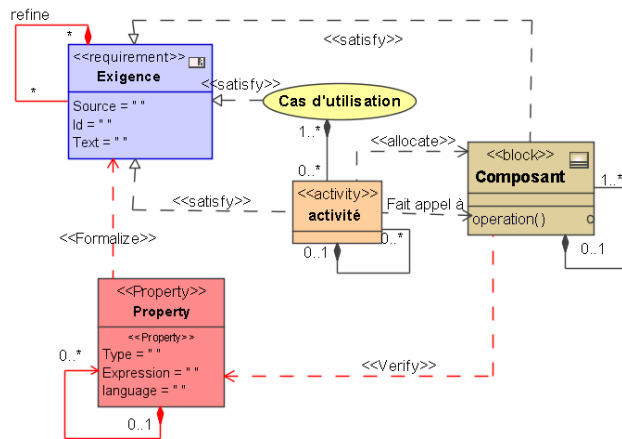 refine
*
*
<<requirement>>
Exigence
Source = " "
Id = " "
Text = " "
<<satisfy>>
<<satisfy>>
Cas d'utilisation
1..*
0..*
<<allocate>>
<<block>>
Composant
operation( )
1..*
0..1
<<satisfy>>
<<activity>>
activité
Fait appel à
0..*
0..1
<<Formalize>>
<<Property>>
Property
<<Property>>
Type = " "
Expression = " "
language = " "
0..*
0..1
<<Verify>>